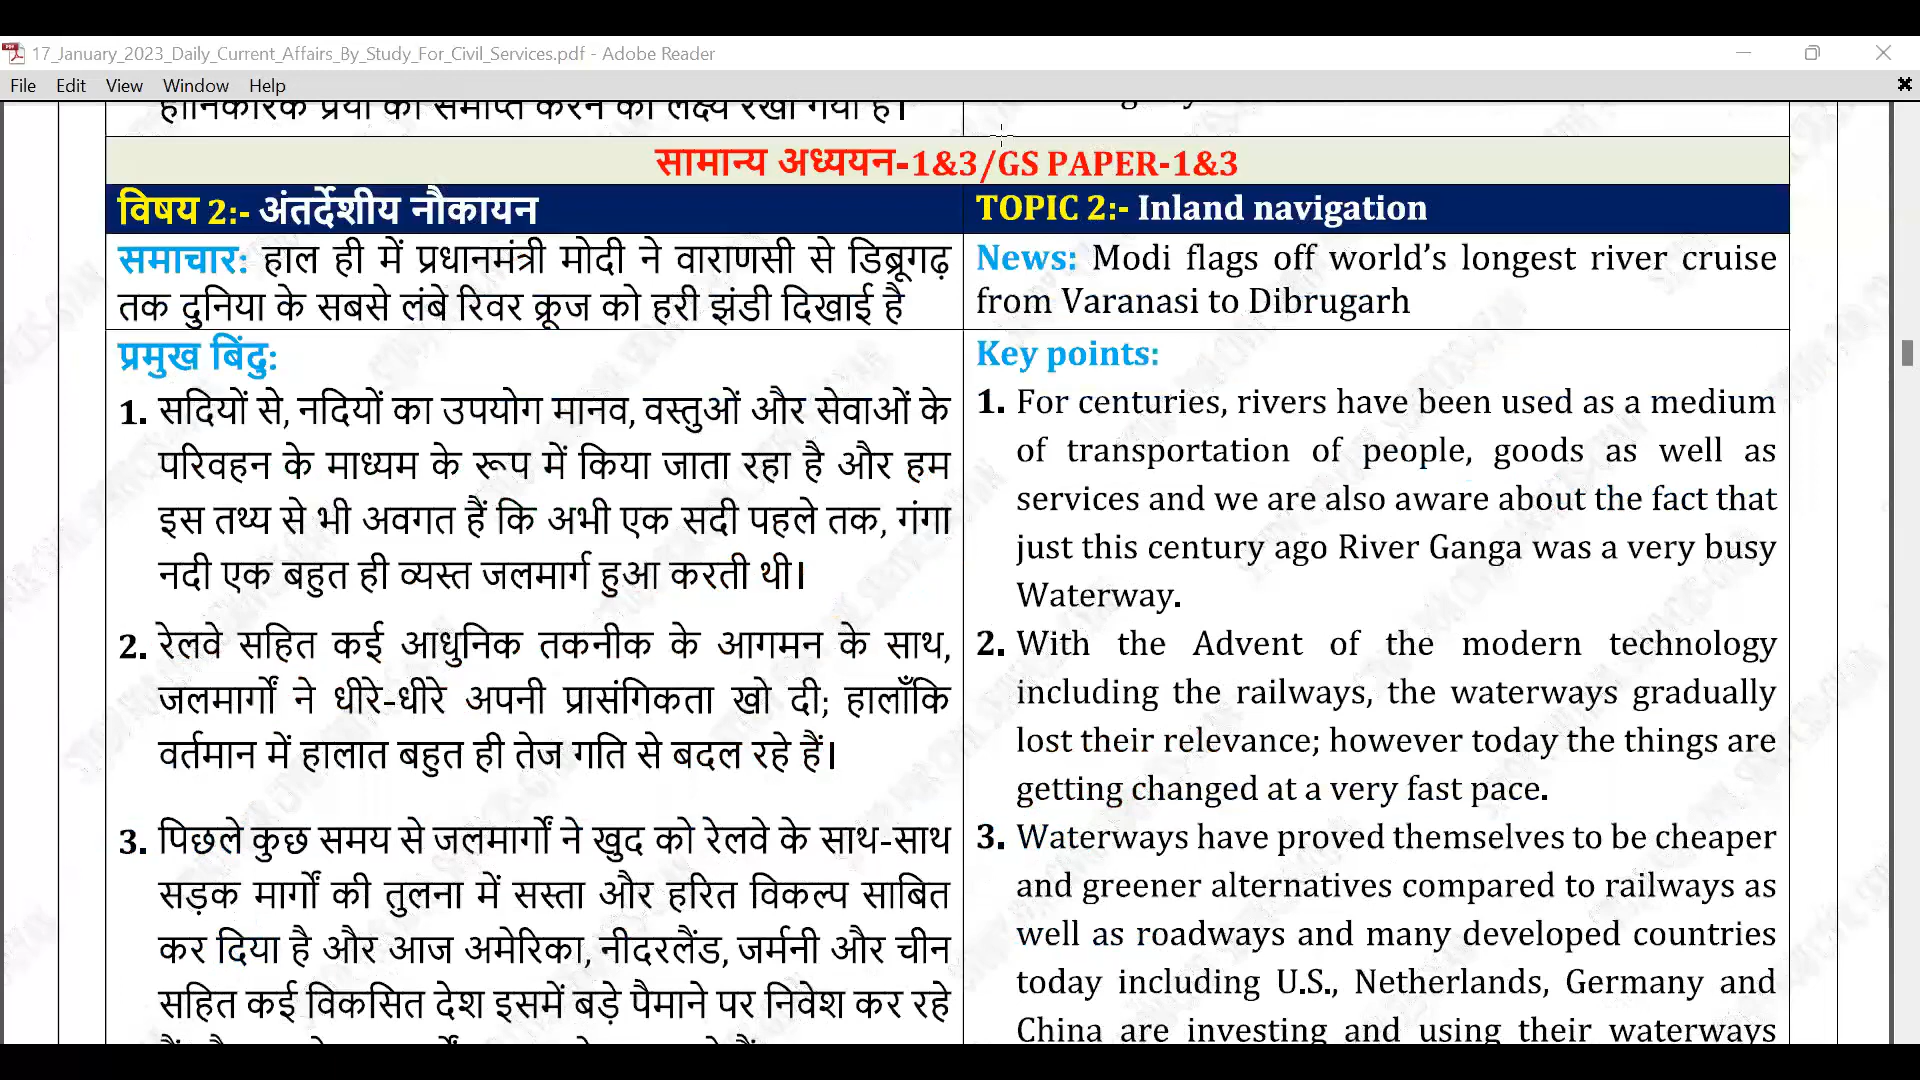 17_January_2023_Daily_Current_Affairs_By_Study_For_Civil_Services.pdf - Adobe Reader
File Edit View Window Help
हानिकारक प्रथा को समाप्त करने का लक्ष्य रखा गया है।
सामान्य अध्ययन-1&3/GS PAPER-1&3
विषय 2:- अंतर्देशीय नौकायन
समाचार: हाल ही में प्रधानमंत्री मोदी ने वाराणसी से डिब्रूगढ़
तक दुनिया के सबसे लंबे रिवर क्रूज को हरी झंडी दिखाई है
प्रमुख बिंदु:
1. सदियों से, नदियों का उपयोग मानव, वस्तुओं और सेवाओं के
परिवहन के माध्यम के रूप में किया जाता रहा है और हम
इस तथ्य से भी अवगत हैं कि अभी एक सदी पहले तक, गंगा
नदी एक बहुत ही व्यस्त जलमार्ग हुआ करती थी।
2. रेलवे सहित कई आधुनिक तकनीक के आगमन के साथ,
जलमार्गों ने धीरे-धीरे अपनी प्रासंगिकता खो दी; हालाँकि
वर्तमान में हालात बहुत ही तेज गति से बदल रहे हैं।
3. पिछले कुछ समय से जलमार्गों ने खुद को रेलवे के साथ-साथ
सड़क मार्गों की तुलना में सस्ता और हरित विकल्प साबित
कर दिया है और आज अमेरिका, नीदरलैंड, जर्मनी और चीन
सहित कई विकसित देश इसमें बड़े पैमाने पर निवेश कर रहे
TOPIC 2:- Inland navigation
News: Modi flags off world’s longest river cruise
from Varanasi to Dibrugarh
Key points:
1. For centuries, rivers have been used as a medium
of transportation of people, goods as well as
services and we are also aware about the fact that
just this century ago River Ganga was a very busy
Waterway.
2. With the Advent of the modern technology
including the railways, the waterways gradually
lost their relevance; however today the things are
getting changed at a very fast pace.
3. Waterways have proved themselves to be cheaper
and greener alternatives compared to railways as
well as roadways and many developed countries
today including U.S., Netherlands, Germany and
China are investing and using their waterways